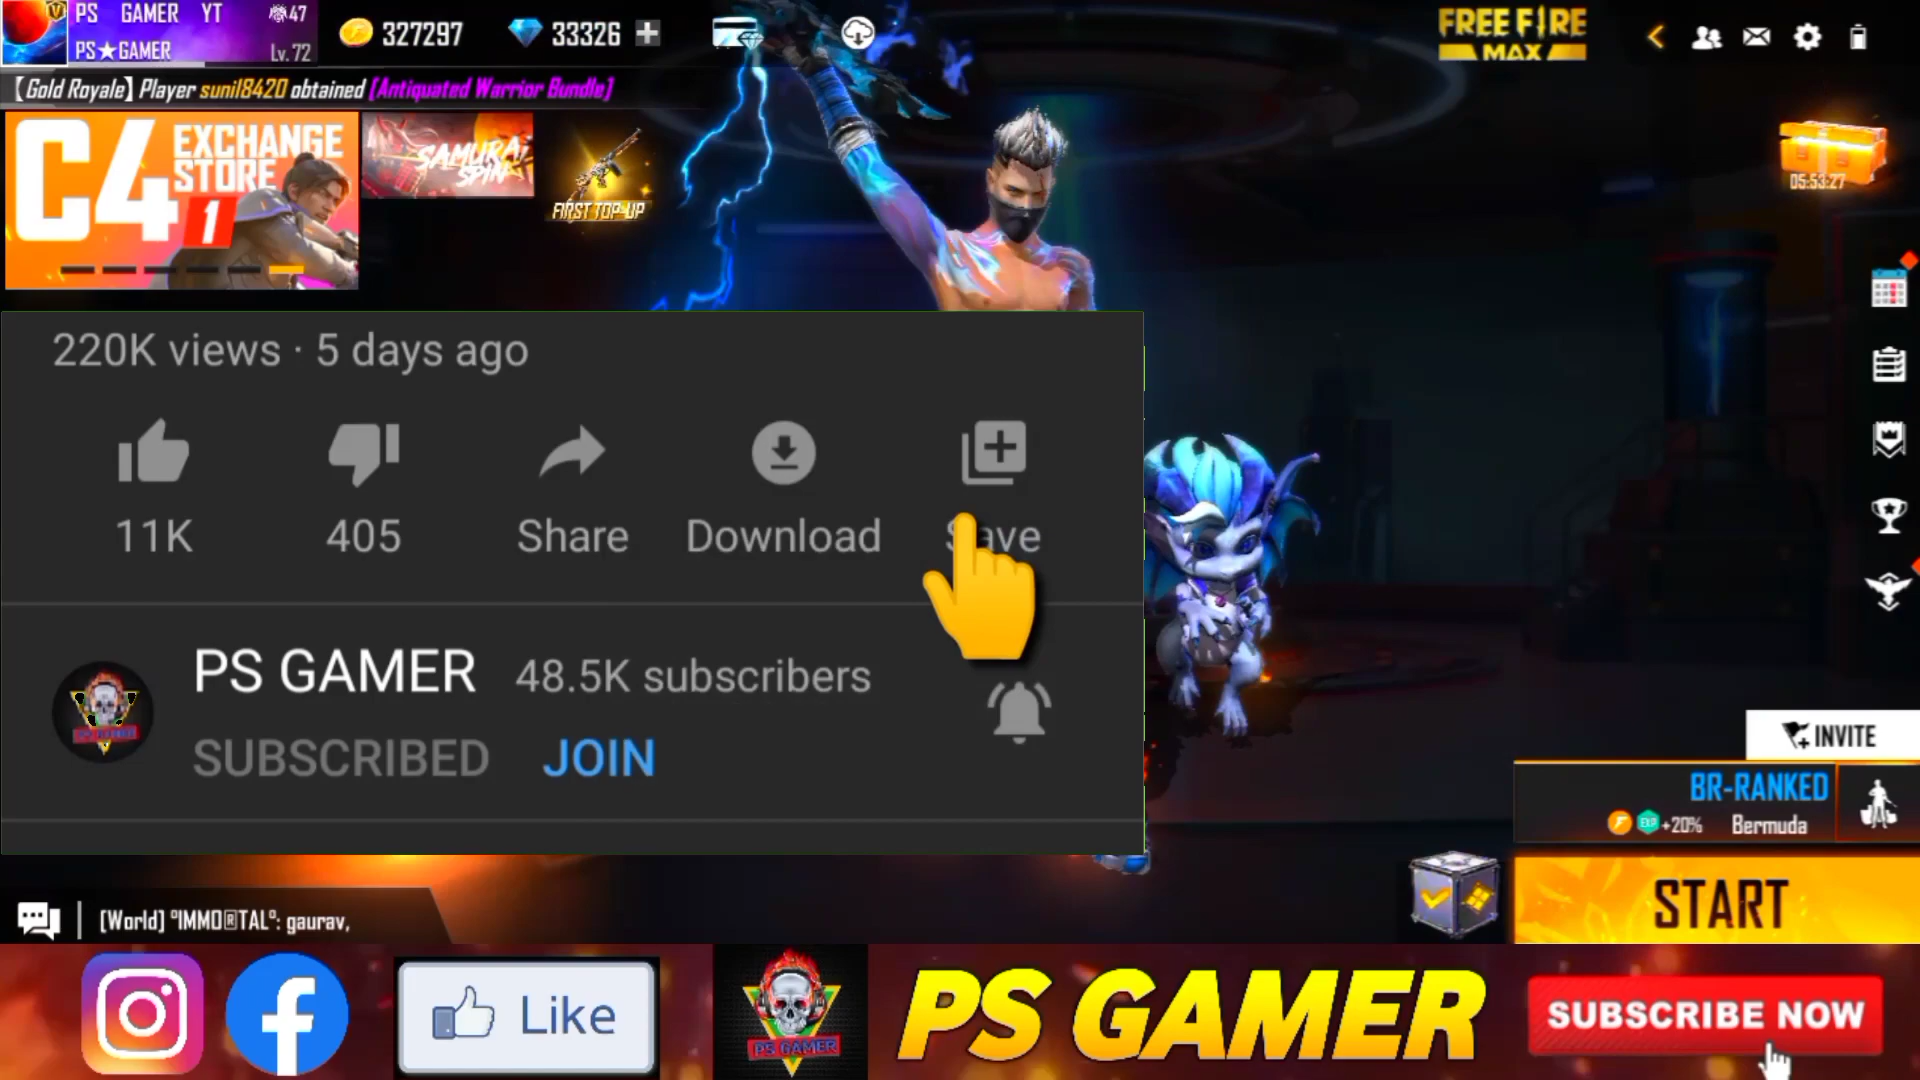 PS GAMER YT
47
PS★GAMER
Lv. 72
327297
33326
FREE FIRE
MAX
【Gold Royale】Player sunil8420 obtained [Antiquated Warrior Bundle]
C4
EXCHANGE
STORE
1
SAMURAI
SPIN
FIRST TOP-UP
05:53:27
220K views · 5 days ago
11K
405
Share
Download
Save
PS GAMER
48.5K subscribers
SUBSCRIBED
JOIN
INVITE
BR-RANKED
EXP
+20%
Bermuda
START
[World] °IMMO🅁TAL°: gaurav,
Like
PS GAMER
PS GAMER
SUBSCRIBE NOW